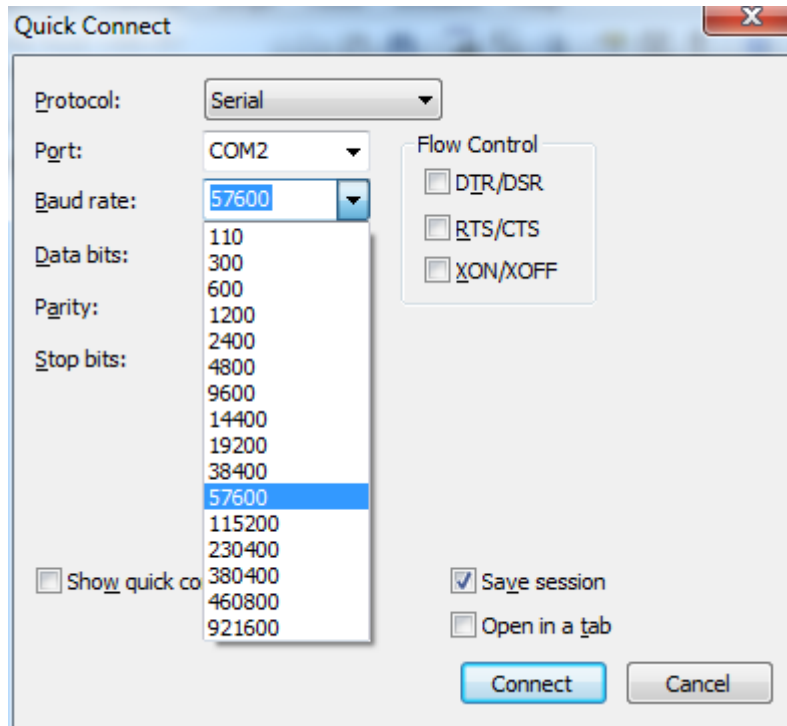 Quick Connect
Protocol: Serial
Port: COM2
Baud rate: 57600
110
300
600
1200
2400
4800
9600
14400
19200
38400
57600
115200
230400
380400
460800
921600
Data bits:
Parity:
Stop bits:
Flow Control
DTR/DSR
RTS/CTS
XON/XOFF
Show quick co
Save session
Open in a tab
Connect
Cancel